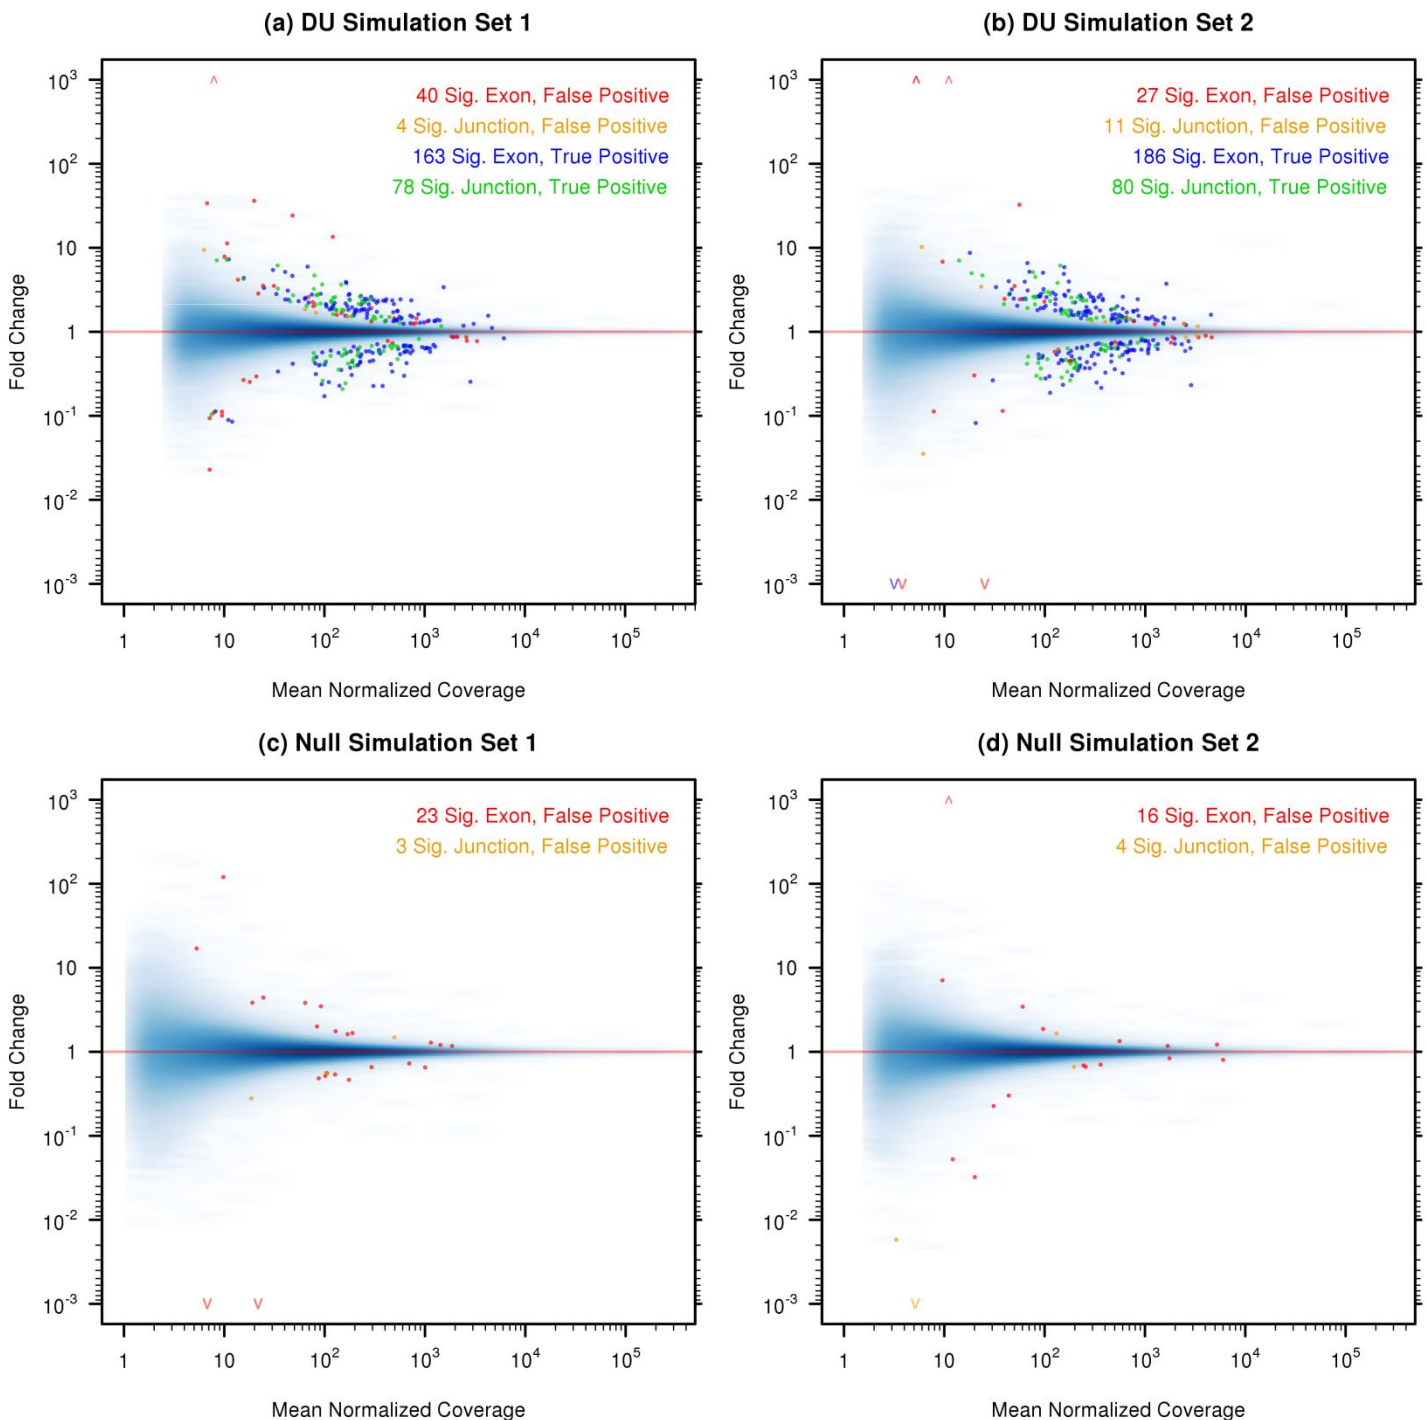 (a) DU Simulation Set 1
10³
10²
10
1
10⁻¹
10⁻²
10⁻³
Fold Change
^
40 Sig. Exon, False Positive
4 Sig. Junction, False Positive
163 Sig. Exon, True Positive
78 Sig. Junction, True Positive
1 10 10² 10³ 10⁴ 10⁵
Mean Normalized Coverage
(b) DU Simulation Set 2
10³
10²
10
1
10⁻¹
10⁻²
10⁻³
Fold Change
^ ^
27 Sig. Exon, False Positive
11 Sig. Junction, False Positive
186 Sig. Exon, True Positive
80 Sig. Junction, True Positive
v v v
1 10 10² 10³ 10⁴ 10⁵
Mean Normalized Coverage
(c) Null Simulation Set 1
10³
10²
10
1
10⁻¹
10⁻²
10⁻³
Fold Change
23 Sig. Exon, False Positive
3 Sig. Junction, False Positive
v v
1 10 10² 10³ 10⁴ 10⁵
Mean Normalized Coverage
(d) Null Simulation Set 2
10³
10²
10
1
10⁻¹
10⁻²
10⁻³
Fold Change
^
16 Sig. Exon, False Positive
4 Sig. Junction, False Positive
v
1 10 10² 10³ 10⁴ 10⁵
Mean Normalized Coverage